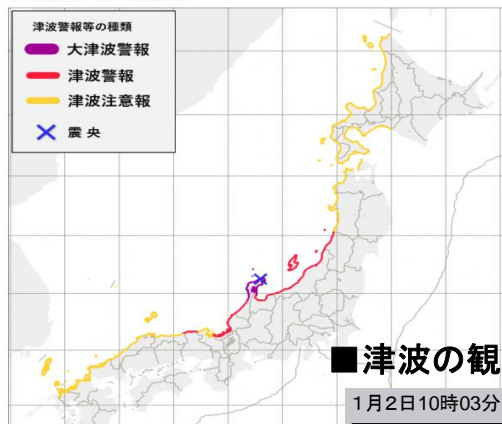 津波警報等の種類
大津波警報
津波警報
津波注意報
震央
■津波の観
1月2日10時03分